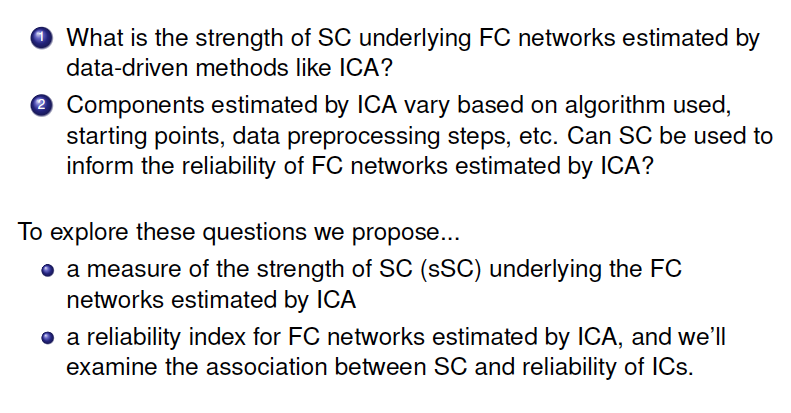 1 What is the strength of SC underlying FC networks estimated by
data-driven methods like ICA?
2 Components estimated by ICA vary based on algorithm used,
starting points, data preprocessing steps, etc. Can SC be used to
inform the reliability of FC networks estimated by ICA?
To explore these questions we propose...
a measure of the strength of SC (sSC) underlying the FC
networks estimated by ICA
a reliability index for FC networks estimated by ICA, and we'll
examine the association between SC and reliability of ICs.